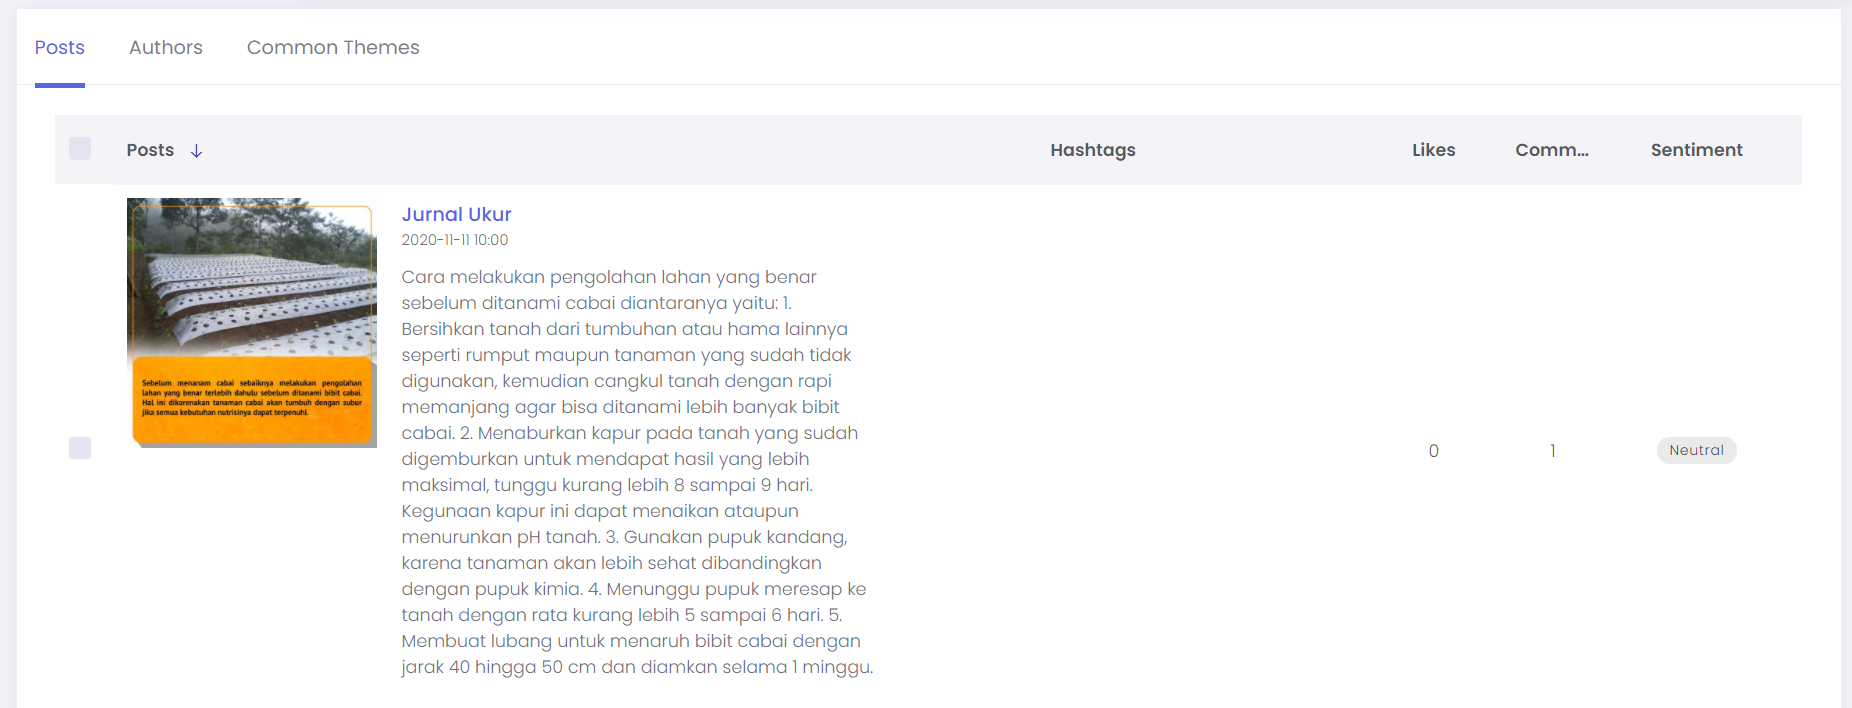 Posts Authors Common Themes
Posts ↓ Hashtags Likes Comm... Sentiment
Sebelum menanam cabai sebaiknya melakukan pengolahan
lahan yang benar terlebih dahulu sebelum ditanami bibit cabai.
Hal ini dikarenakan tanaman cabai akan tumbuh dengan subur
jika semua kebutuhan nutrisinya dapat terpenuhi.
Jurnal Ukur
2020-11-11 10:00
Cara melakukan pengolahan lahan yang benar
sebelum ditanami cabai diantaranya yaitu: 1.
Bersihkan tanah dari tumbuhan atau hama lainnya
seperti rumput maupun tanaman yang sudah tidak
digunakan, kemudian cangkul tanah dengan rapi
memanjang agar bisa ditanami lebih banyak bibit
cabai. 2. Menaburkan kapur pada tanah yang sudah
digemburkan untuk mendapat hasil yang lebih
maksimal, tunggu kurang lebih 8 sampai 9 hari.
Kegunaan kapur ini dapat menaikan ataupun
menurunkan pH tanah. 3. Gunakan pupuk kandang,
karena tanaman akan lebih sehat dibandingkan
dengan pupuk kimia. 4. Menunggu pupuk meresap ke
tanah dengan rata kurang lebih 5 sampai 6 hari. 5.
Membuat lubang untuk menaruh bibit cabai dengan
jarak 40 hingga 50 cm dan diamkan selama 1 minggu.
0 1 Neutral